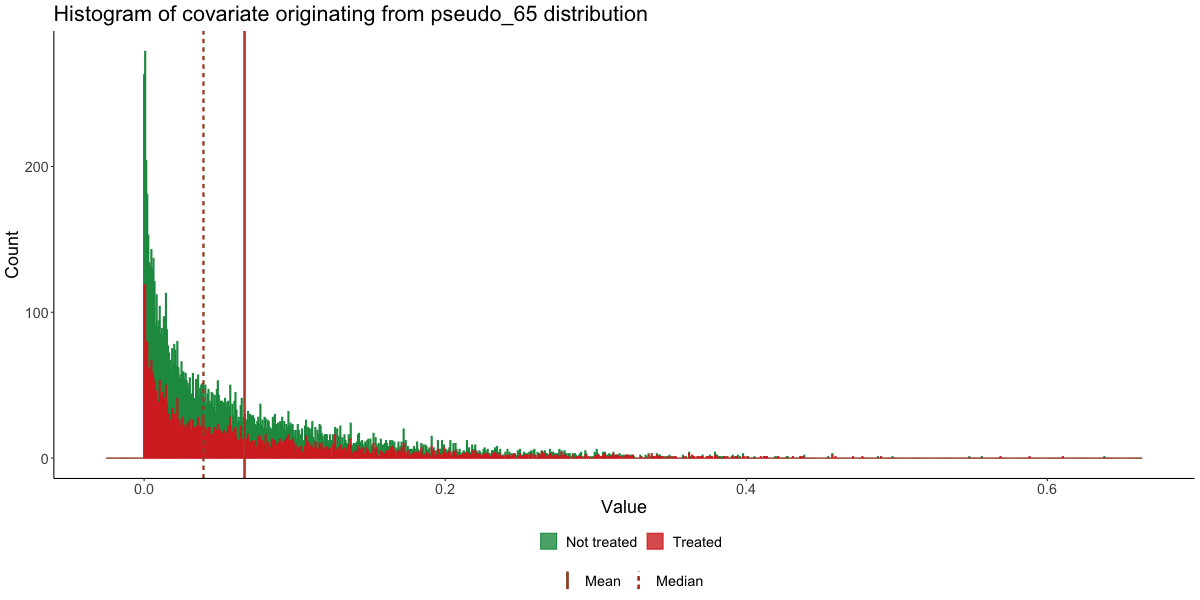 Histogram of covariate originating from pseudo_65 distribution
Count
200
100
0
0.0 0.2 0.4 0.6
Value
Not treated Treated
Mean Median